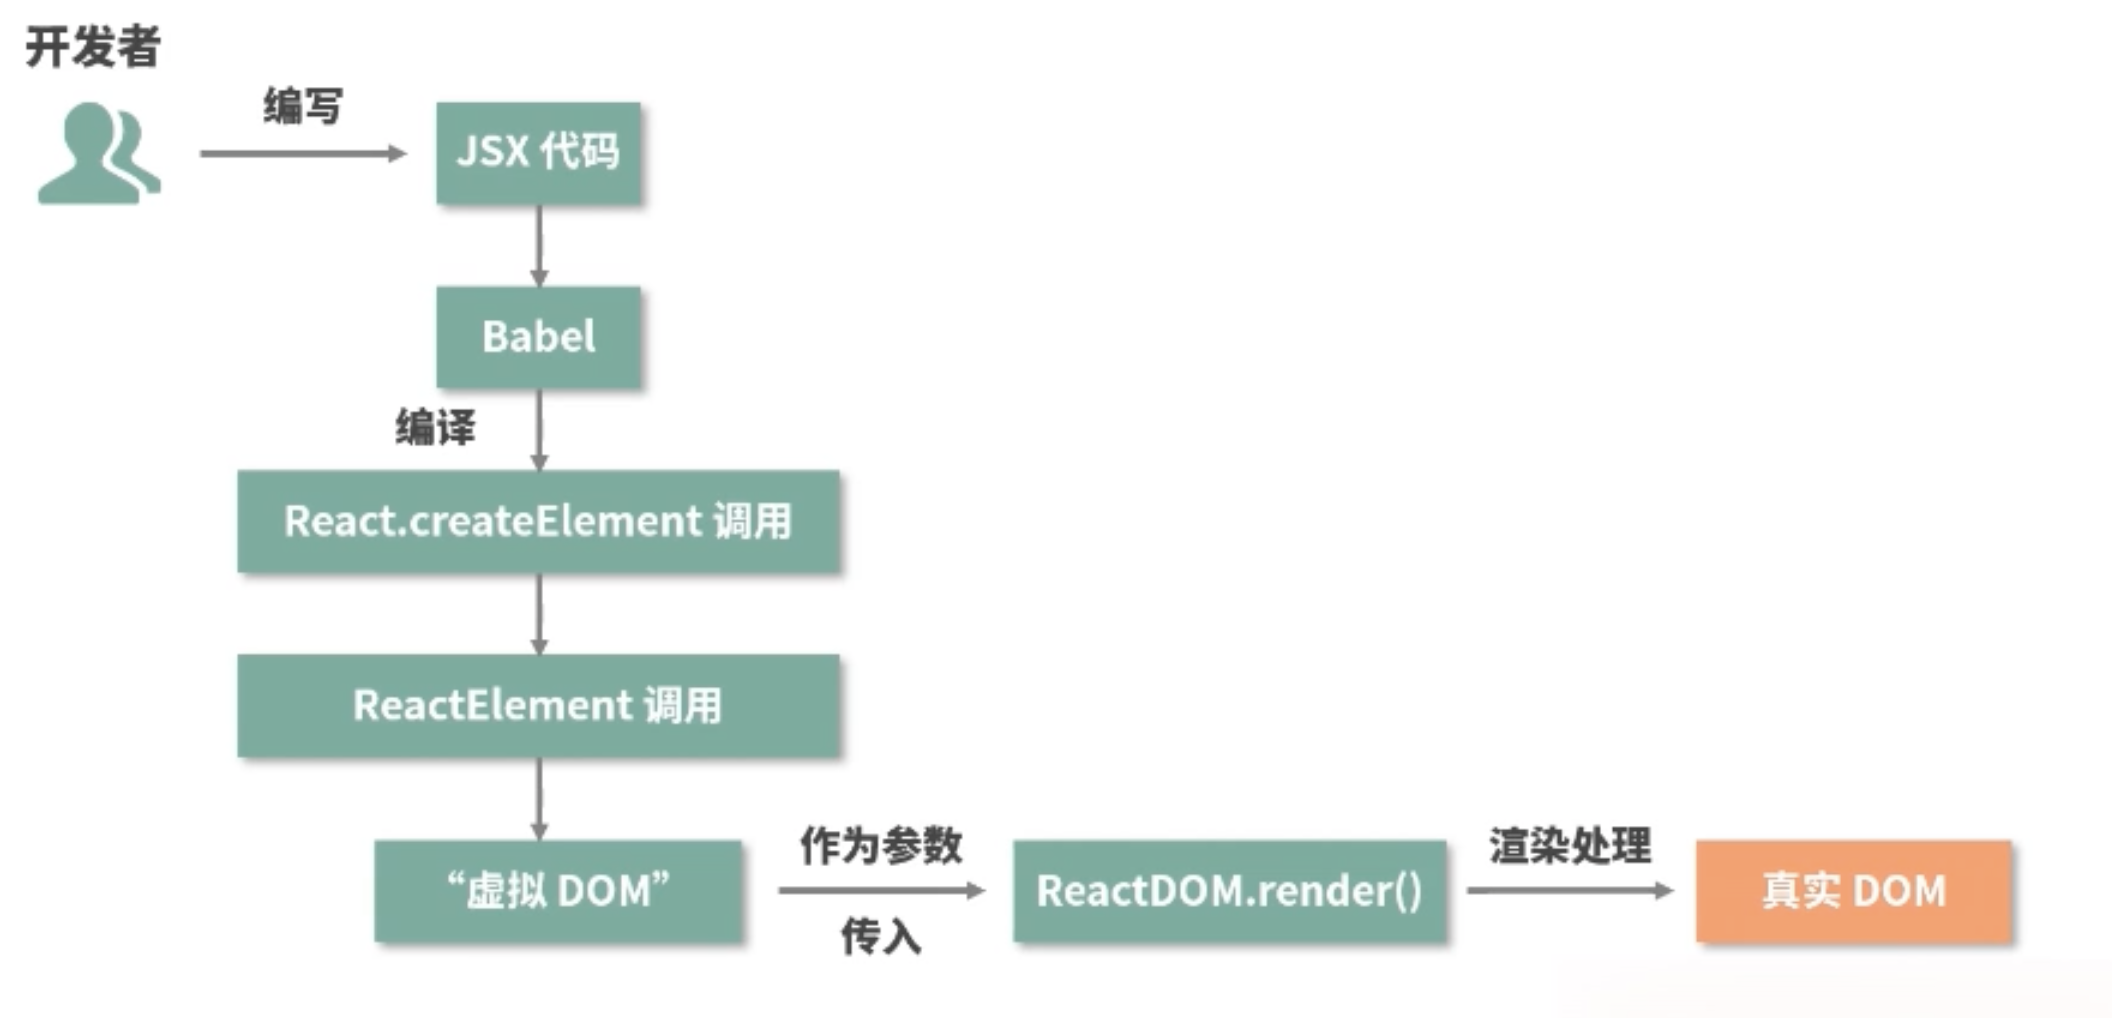 开发者
编写
JSX 代码
Babel
编译
React.createElement 调用
ReactElement 调用
“虚拟 DOM”
作为参数
传入
ReactDOM.render()
渲染处理
真实 DOM